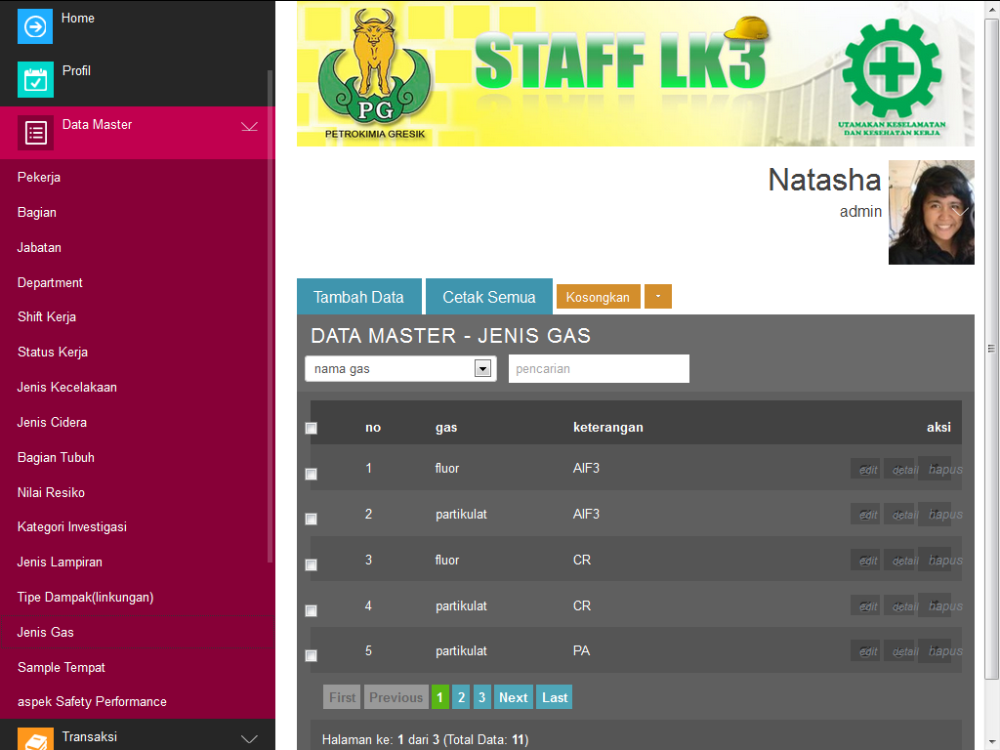 Home
Profil
Data Master
Pekerja
Bagian
Jabatan
Department
Shift Kerja
Status Kerja
Jenis Kecelakaan
Jenis Cidera
Bagian Tubuh
Nilai Resiko
Kategori Investigasi
Jenis Lampiran
Tipe Dampak(linkungan)
Jenis Gas
Sample Tempat
aspek Safety Performance
Transaksi
PG
PETROKIMIA GRESIK
STAFF LK3
UTAMAKAN KESELAMATAN
DAN KESEHATAN KERJA
Natasha
admin
Tambah Data Cetak Semua Kosongkan
DATA MASTER - JENIS GAS
nama gas pencarian
no gas keterangan aksi
1 fluor AlF3 edit detail hapus
2 partikulat AlF3 edit detail hapus
3 fluor CR edit detail hapus
4 partikulat CR edit detail hapus
5 partikulat PA edit detail hapus
First Previous 1 2 3 Next Last
Halaman ke: 1 dari 3 (Total Data: 11)